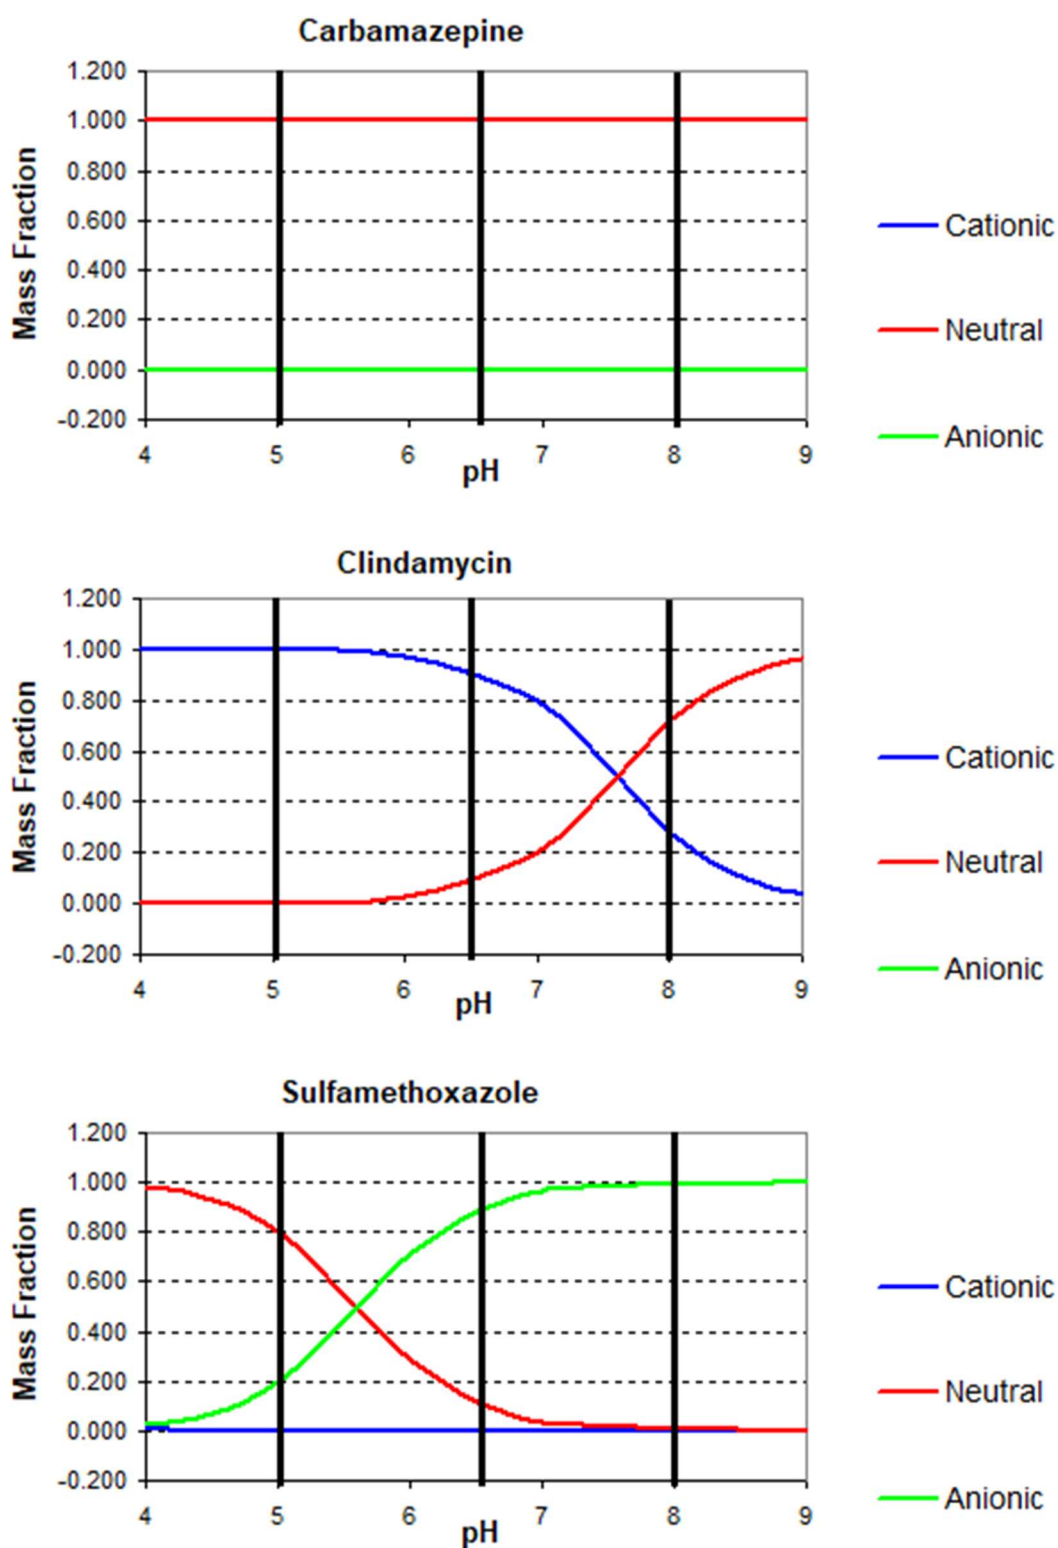 Carbamazepine
1.200
1.000
0.800
0.600
0.400
0.200
0.000
-0.200
Mass Fraction
4 5 6 7 8 9
pH
Cationic
Neutral
Anionic
Clindamycin
1.200
1.000
0.800
0.600
0.400
0.200
0.000
-0.200
Mass Fraction
4 5 6 7 8 9
pH
Cationic
Neutral
Anionic
Sulfamethoxazole
1.200
1.000
0.800
0.600
0.400
0.200
0.000
-0.200
Mass Fraction
4 5 6 7 8 9
pH
Cationic
Neutral
Anionic